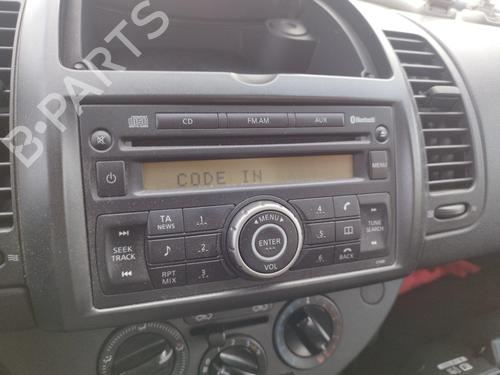 B-PARTS
CD FM.AM AUX Bluetooth
CODE IN
MENU
TA NEWS
1
2
RPT MIX
3
SEEK TRACK
MENU
ENTER
VOL
4
5
6
BACK
TUNE SEARCH